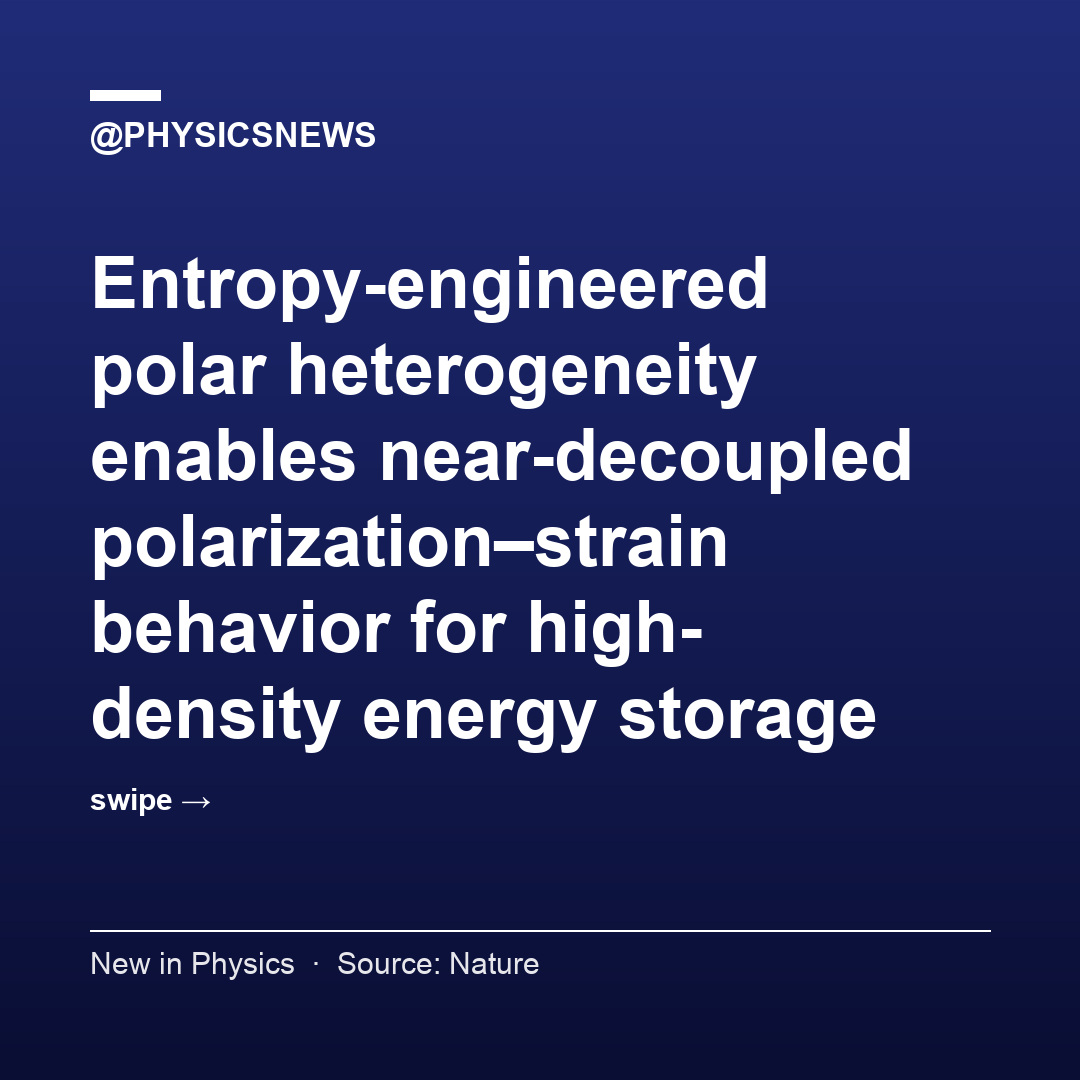 @PHYSICSNEWS
Entropy-engineered
polar heterogeneity
enables near-decoupled
polarization–strain
behavior for high-
density energy storage
swipe →
New in Physics · Source: Nature